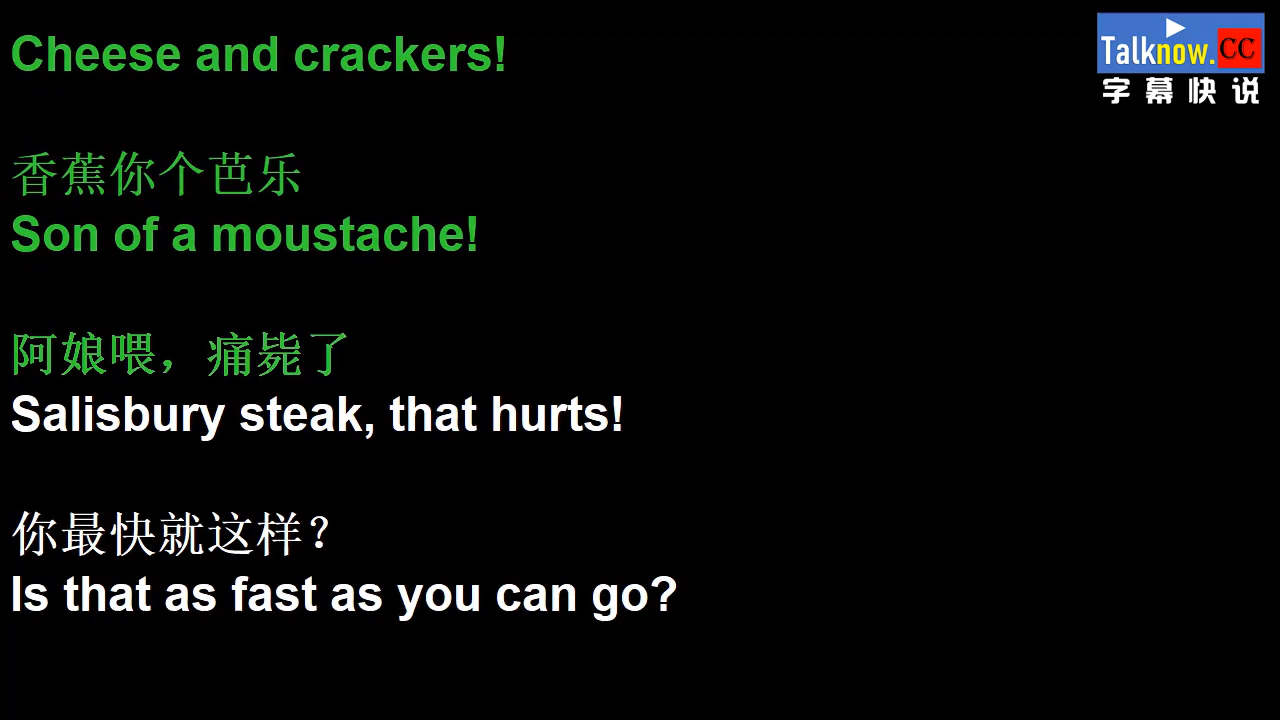 Cheese and crackers!
Talknow.CC
字幕快说
香蕉你个芭乐
Son of a moustache!
阿娘喂，痛毙了
Salisbury steak, that hurts!
你最快就这样？
Is that as fast as you can go?